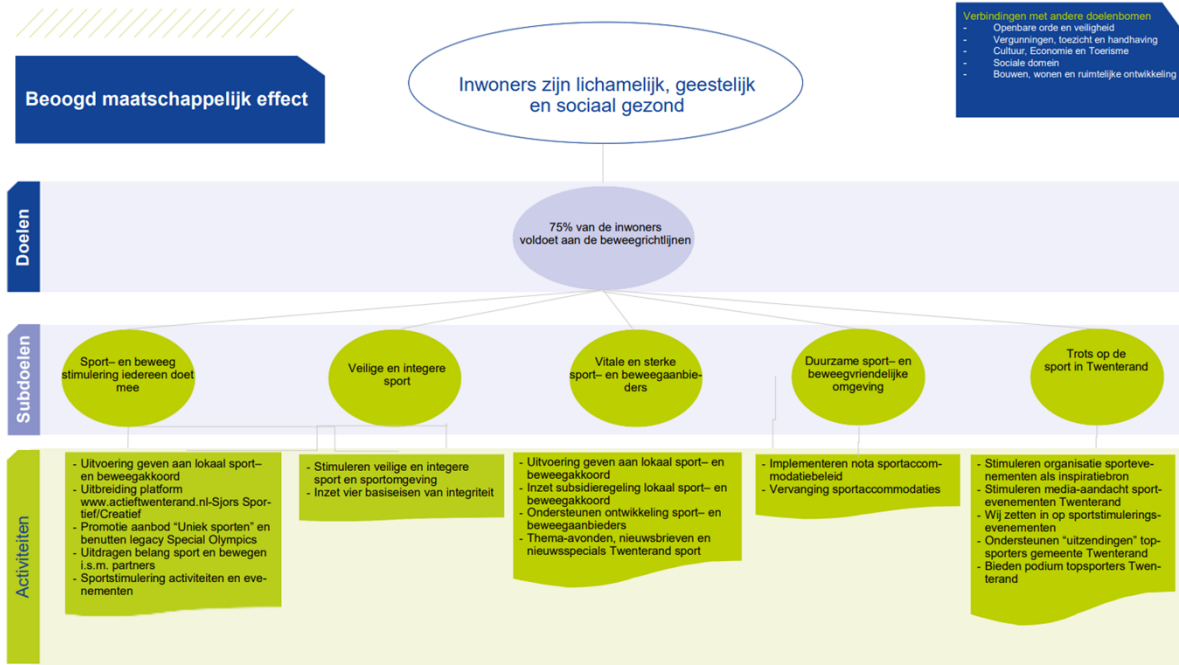 Beoogd maatschappelijk effect
Inwoners zijn lichamelijk, geestelijk
en sociaal gezond
Verbindingen met andere doelenbomen
- Openbare orde en veiligheid
- Vergunningen, toezicht en handhaving
- Cultuur, Economie en Toerisme
- Sociale domein
- Bouwen, wonen en ruimtelijke ontwikkeling
Doelen
75% van de inwoners
voldoet aan de beweegrichtlijnen
Subdoelen
Sport– en beweeg
stimulering iedereen doet
mee
Veilige en integere
sport
Vitale en sterke
sport– en beweegaanbie-
ders
Duurzame sport– en
beweegvriendelijke
omgeving
Trots op de
sport in Twenterand
Activiteiten
- Uitvoering geven aan lokaal sport–
en beweegakkoord
- Uitbreiding platform
www.actieftwenterand.nl-Sjors Spor-
tief/Creatief
- Promotie aanbod “Uniek sporten” en
benutten legacy Special Olympics
- Uitdragen belang sport en bewegen
i.s.m. partners
- Sportstimulering activiteiten en eve-
nementen
- Stimuleren veilige en integere
sport en sportomgeving
- Inzet vier basiseisen van integriteit
- Uitvoering geven aan lokaal sport– en
beweegakkoord
- Inzet subsidieregeling lokaal sport– en
beweegakkoord
- Ondersteunen ontwikkeling sport– en
beweegaanbieders
- Thema-avonden, nieuwsbrieven en
nieuwsspecials Twenterand sport
- Implementeren nota sportaccom-
modatiebeleid
- Vervanging sportaccommodaties
- Stimuleren organisatie sporteve-
nementen als inspiratiebron
- Stimuleren media-aandacht sport-
evenementen Twenterand
- Wij zetten in op sportstimulerings-
evenementen
- Ondersteunen “uitzendingen” top-
sporters gemeente Twenterand
- Bieden podium topsporters Twen-
terand